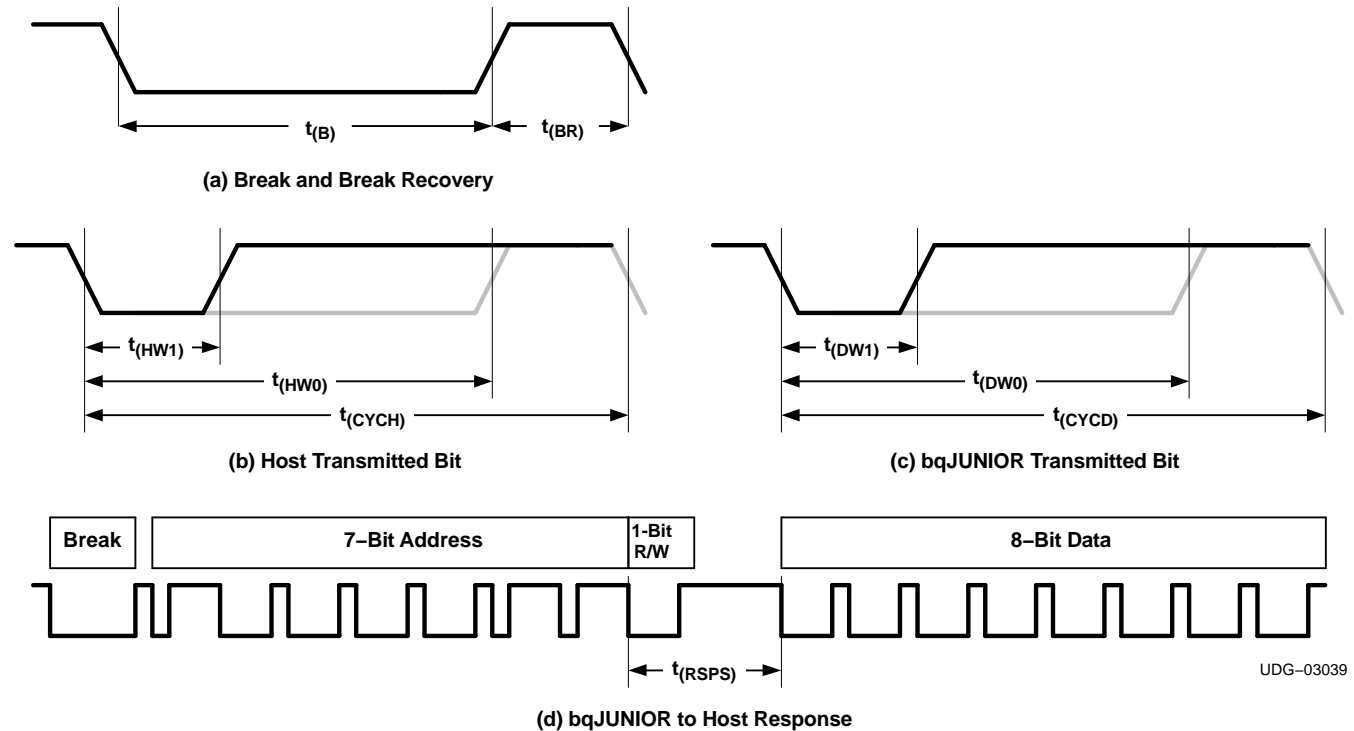 t(B)
t(BR)
(a) Break and Break Recovery
t(HW1)
t(HW0)
t(CYCH)
(b) Host Transmitted Bit
t(DW1)
t(DW0)
t(CYCD)
(c) bqJUNIOR Transmitted Bit
Break
7−Bit Address
1-Bit
R/W
8−Bit Data
t(RSPS)
UDG−03039
(d) bqJUNIOR to Host Response